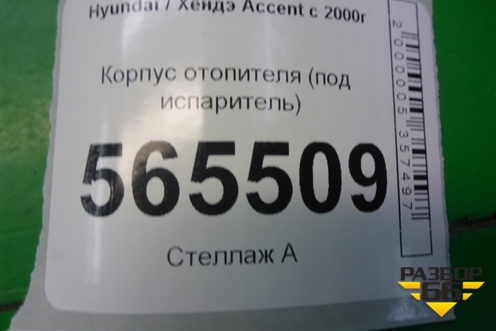 Hyundai / Хендэ Accent с 2000г
Корпус отопителя (под
испаритель)
565509
Стеллаж А
2000005357497
РАЗБОР
66